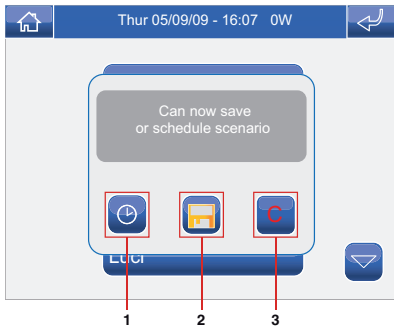 Thur 05/09/09 - 16:07 0W
Can now save
or schedule scenario
C
Luci
1 2 3